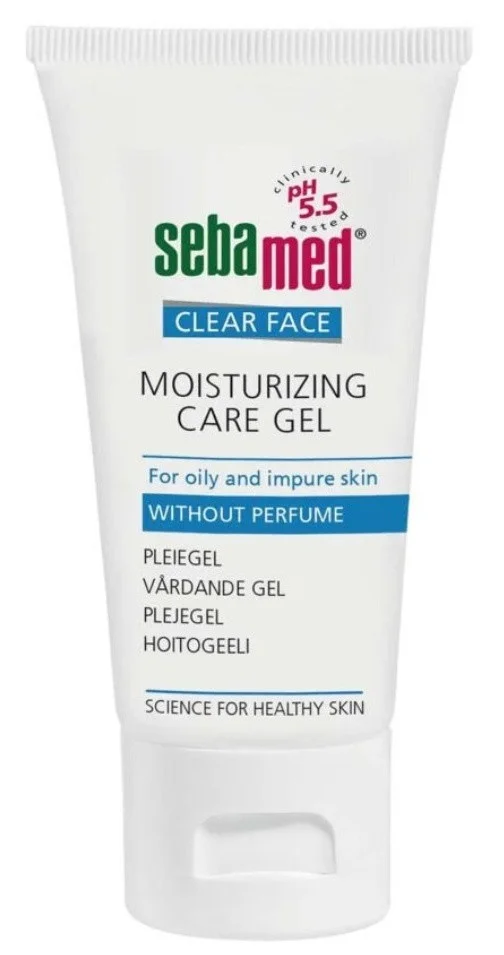 clinically
pH
5.5
tested
sebamed®
CLEAR FACE
MOISTURIZING
CARE GEL
For oily and impure skin
WITHOUT PERFUME
PLEIEGEL
VÅRDANDE GEL
PLEJEGEL
HOITOGEELI
SCIENCE FOR HEALTHY SKIN